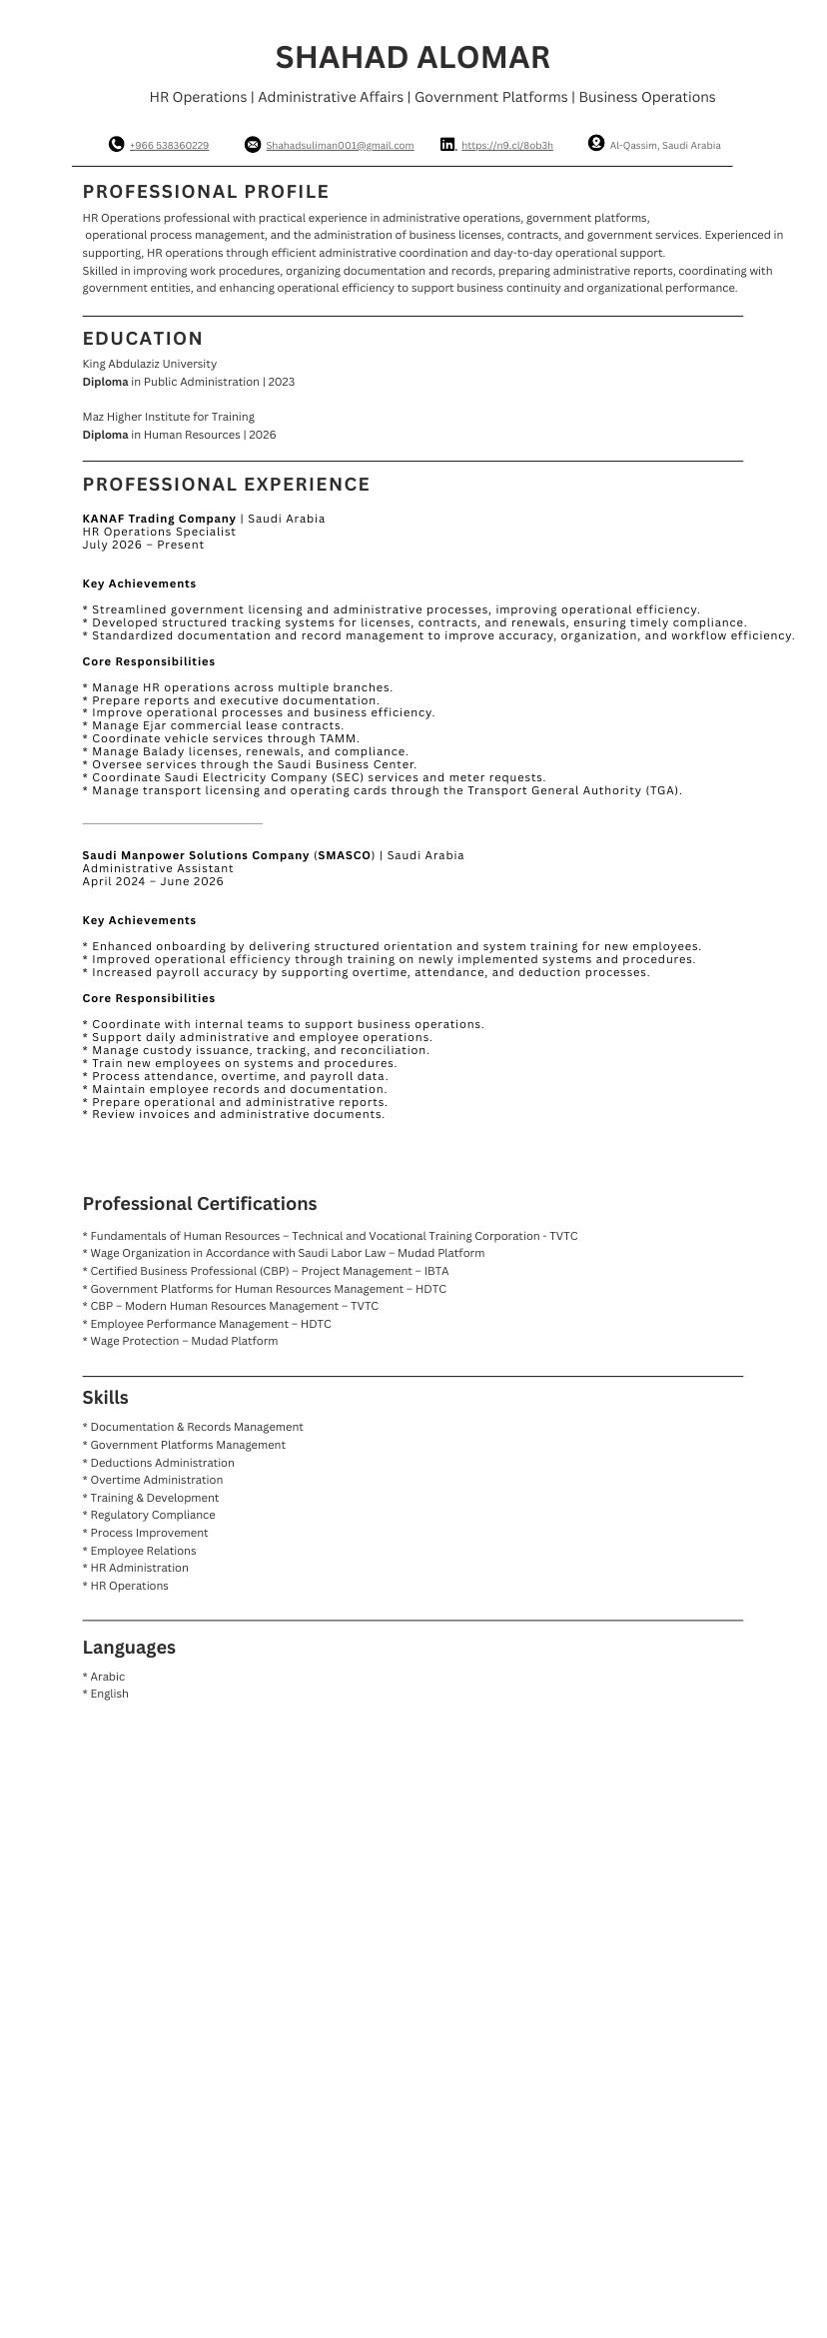 SHAHAD ALOMAR
HR Operations | Administrative Affairs | Government Platforms | Business Operations
+966 538360229 Shahadsuliman001@gmail.com in https://n9.cl/8ob3h Al-Qassim, Saudi Arabia
PROFESSIONAL PROFILE
HR Operations professional with practical experience in administrative operations, government platforms,
operational process management, and the administration of business licenses, contracts, and government services. Experienced in
supporting, HR operations through efficient administrative coordination and day-to-day operational support.
Skilled in improving work procedures, organizing documentation and records, preparing administrative reports, coordinating with
government entities, and enhancing operational efficiency to support business continuity and organizational performance.
EDUCATION
King Abdulaziz University
Diploma in Public Administration | 2023
Maz Higher Institute for Training
Diploma in Human Resources | 2026
PROFESSIONAL EXPERIENCE
KANAF Trading Company | Saudi Arabia
HR Operations Specialist
July 2026 – Present
Key Achievements
* Streamlined government licensing and administrative processes, improving operational efficiency.
* Developed structured tracking systems for licenses, contracts, and renewals, ensuring timely compliance.
* Standardized documentation and record management to improve accuracy, organization, and workflow efficiency.
Core Responsibilities
* Manage HR operations across multiple branches.
* Prepare reports and executive documentation.
* Improve operational processes and business efficiency.
* Manage Ejar commercial lease contracts.
* Coordinate vehicle services through TAMM.
* Manage Balady licenses, renewals, and compliance.
* Oversee services through the Saudi Business Center.
* Coordinate Saudi Electricity Company (SEC) services and meter requests.
* Manage transport licensing and operating cards through the Transport General Authority (TGA).
Saudi Manpower Solutions Company (SMASCO) | Saudi Arabia
Administrative Assistant
April 2024 – June 2026
Key Achievements
* Enhanced onboarding by delivering structured orientation and system training for new employees.
* Improved operational efficiency through training on newly implemented systems and procedures.
* Increased payroll accuracy by supporting overtime, attendance, and deduction processes.
Core Responsibilities
* Coordinate with internal teams to support business operations.
* Support daily administrative and employee operations.
* Manage custody issuance, tracking, and reconciliation.
* Train new employees on systems and procedures.
* Process attendance, overtime, and payroll data.
* Maintain employee records and documentation.
* Prepare operational and administrative reports.
* Review invoices and administrative documents.
Professional Certifications
* Fundamentals of Human Resources – Technical and Vocational Training Corporation - TVTC
* Wage Organization in Accordance with Saudi Labor Law – Mudad Platform
* Certified Business Professional (CBP) – Project Management – IBTA
* Government Platforms for Human Resources Management – HDTC
* CBP – Modern Human Resources Management – TVTC
* Employee Performance Management – HDTC
* Wage Protection – Mudad Platform
Skills
* Documentation & Records Management
* Government Platforms Management
* Deductions Administration
* Overtime Administration
* Training & Development
* Regulatory Compliance
* Process Improvement
* Employee Relations
* HR Administration
* HR Operations
Languages
* Arabic
* English